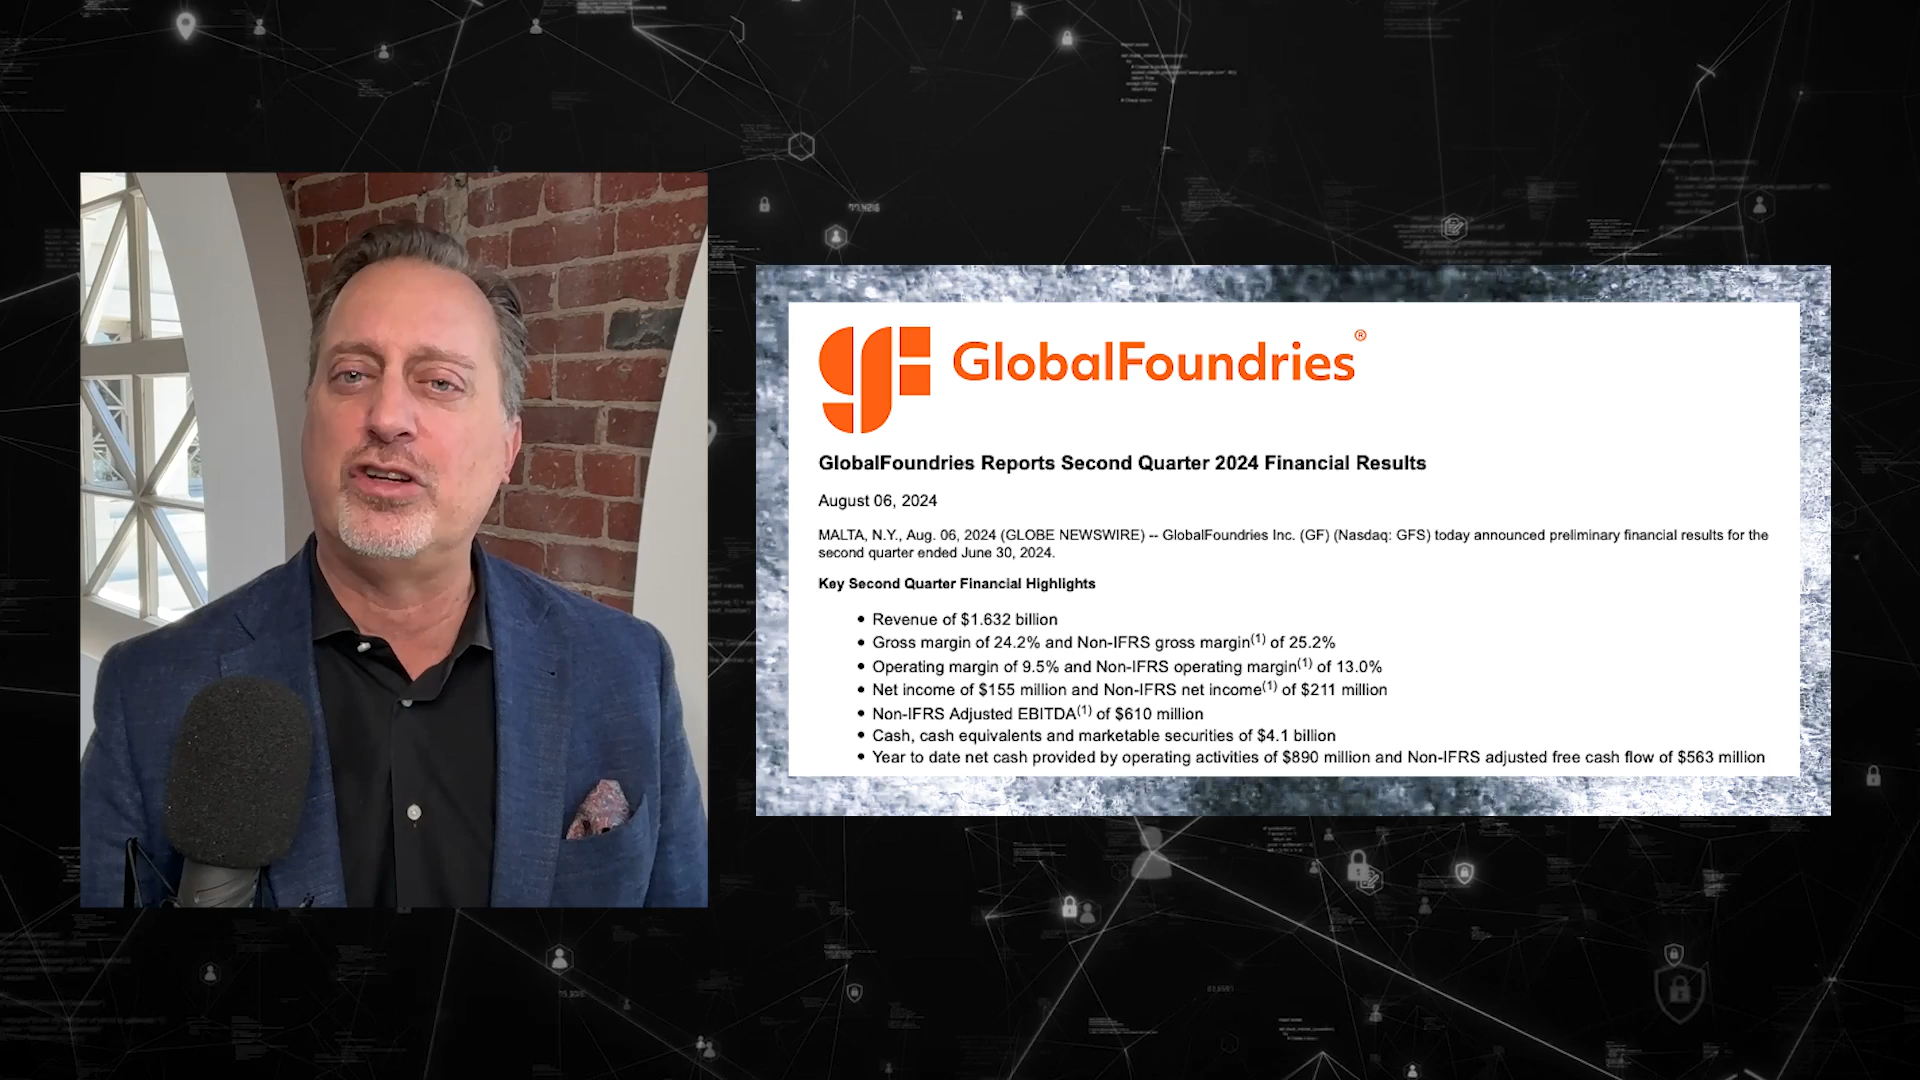 GlobalFoundries®
GlobalFoundries Reports Second Quarter 2024 Financial Results
August 06, 2024
MALTA, N.Y., Aug. 06, 2024 (GLOBE NEWSWIRE) -- GlobalFoundries Inc. (GF) (Nasdaq: GFS) today announced preliminary financial results for the
second quarter ended June 30, 2024.
Key Second Quarter Financial Highlights
• Revenue of $1.632 billion
• Gross margin of 24.2% and Non-IFRS gross margin(1) of 25.2%
• Operating margin of 9.5% and Non-IFRS operating margin(1) of 13.0%
• Net income of $155 million and Non-IFRS net income(1) of $211 million
• Non-IFRS Adjusted EBITDA(1) of $610 million
• Cash, cash equivalents and marketable securities of $4.1 billion
• Year to date net cash provided by operating activities of $890 million and Non-IFRS adjusted free cash flow of $563 million